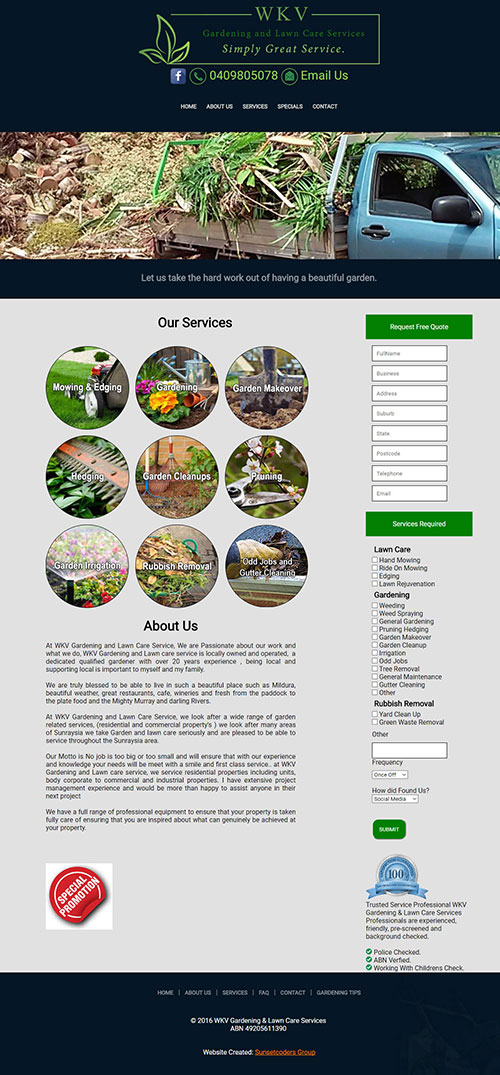 WKV
Gardening and Lawn Care Services
Simply Great Service.
0409805078 Email Us
HOME ABOUT US SERVICES SPECIALS CONTACT
Let us take the hard work out of having a beautiful garden.
Our Services
Mowing & Edging
Gardening
Garden Makeover
Hedging
Garden Cleanups
Pruning
Garden Irrigation
Rubbish Removal
Odd Jobs and
Gutter Cleaning
About Us
At WKV Gardening and Lawn Care Service, We are Passionate about our work and
what we do, WKV Gardening and Lawn care service is locally owned and operated, a
dedicated qualified gardener with over 20 years experience , being local and
supporting local is important to myself and my family.
We are truly blessed to be able to live in such a beautiful place such as Mildura,
beautiful weather, great restaurants, cafe, wineries and fresh from the paddock to
the plate food and the Mighty Murray and darling Rivers.
At WKV Gardening and Lawn Care Service, we look after a wide range of garden
related services, (residential and commercial property's ) we look after many areas
of Sunraysia we take Garden and lawn care seriously and are pleased to be able to
service throughout the Sunraysia area.
Our Motto is No job is too big or too small and will ensure that with our experience
and knowledge your needs will be meet with a smile and first class service.. at WKV
Gardening and Lawn care service, we service residential properties including units,
body corporate to commercial and industrial properties. I have extensive project
management experience and would be more than happy to assist anyone in their
next project
We have a full range of professional equipment to ensure that your property is taken
fully care of ensuring that you are inspired about what can genuinely be achieved at
your property.
SPECIAL
PROMOTION
Request Free Quote
FullName
Business
Address
Suburb
State
Postcode
Telephone
Email
Services Required
Lawn Care
Hand Mowing
Ride On Mowing
Edging
Lawn Rejuvenation
Gardening
Weeding
Weed Spraying
General Gardening
Pruning Hedging
Garden Makeover
Garden Cleanup
Irrigation
Odd Jobs
Tree Removal
General Maintenance
Gutter Cleaning
Other
Rubbish Removal
Yard Clean Up
Green Waste Removal
Other
Frequency
Once Off
How did Found Us?
Social Media
SUBMIT
100
Trusted Service Professional WKV
Gardening & Lawn Care Services
Professionals are experienced,
friendly, pre-screened and
background checked.
Police Checked.
ABN Verfied.
Working With Childrens Check.
HOME | ABOUT US | SERVICES | FAQ | CONTACT | GARDENING TIPS
© 2016 WKV Gardening & Lawn Care Services
ABN 49205611390
Website Created: Sunsetcoders Group